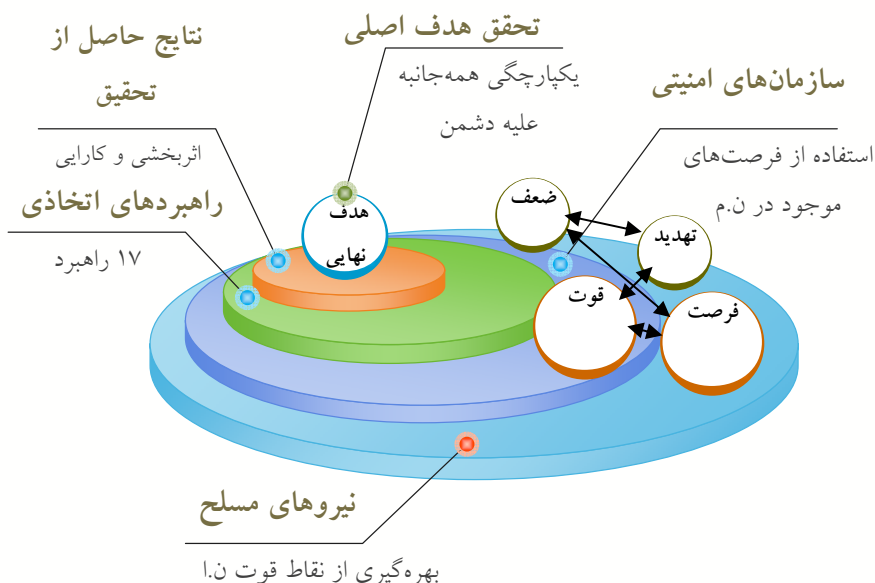 نتایج حاصل از
تحقیق
اثربخشی و کارایی
تحقق هدف اصلی
یکپارچگی همه‌جانبه
علیه دشمن
سازمان‌های امنیتی
استفاده از فرصت‌های
موجود در ن.م
راهبردهای اتخاذی
۱۷ راهبرد
هدف
نهایی
ضعف
تهدید
قوت
فرصت
نیروهای مسلح
بهره‌گیری از نقاط قوت ن.ا